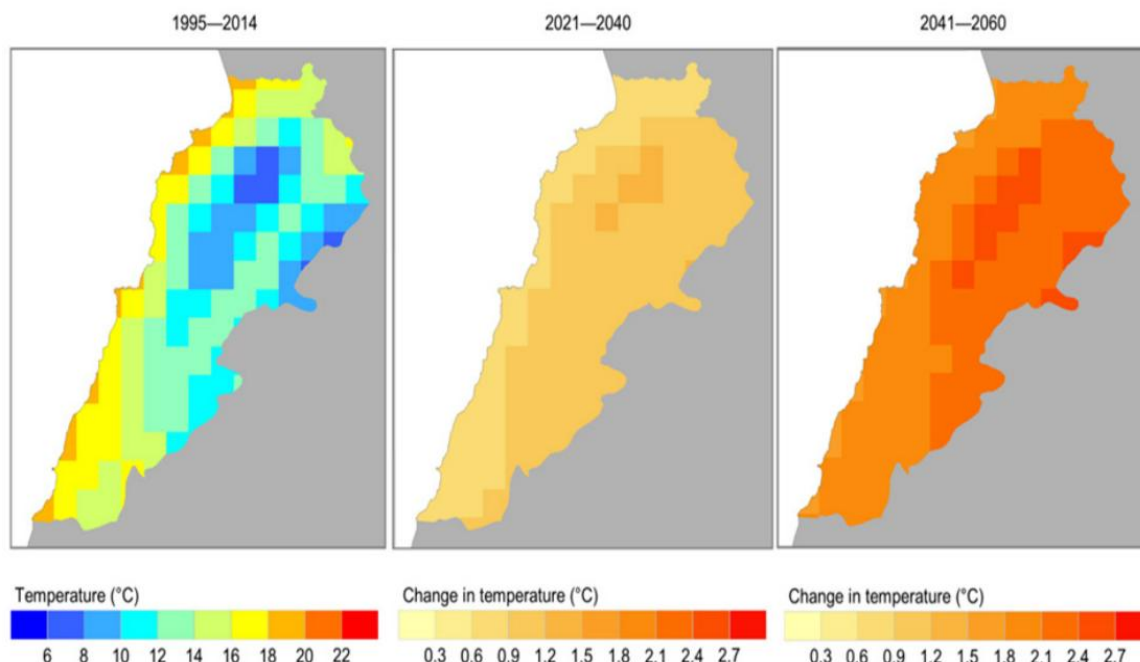 1995—2014
2021—2040
2041—2060
Temperature (°C)
6 8 10 12 14 16 18 20 22
Change in temperature (°C)
0.3 0.6 0.9 1.2 1.5 1.8 2.1 2.4 2.7
Change in temperature (°C)
0.3 0.6 0.9 1.2 1.5 1.8 2.1 2.4 2.7